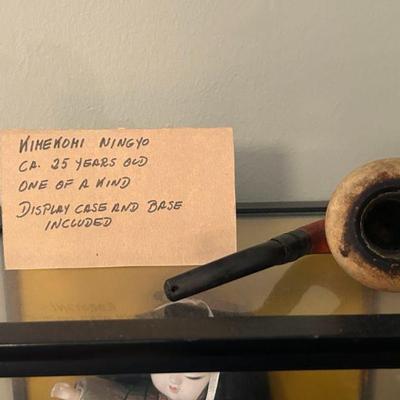 KIMEKOMI NINGYO
CA. 25 YEARS OLD
ONE OF A KIND
DISPLAY CASE AND BASE
INCLUDED